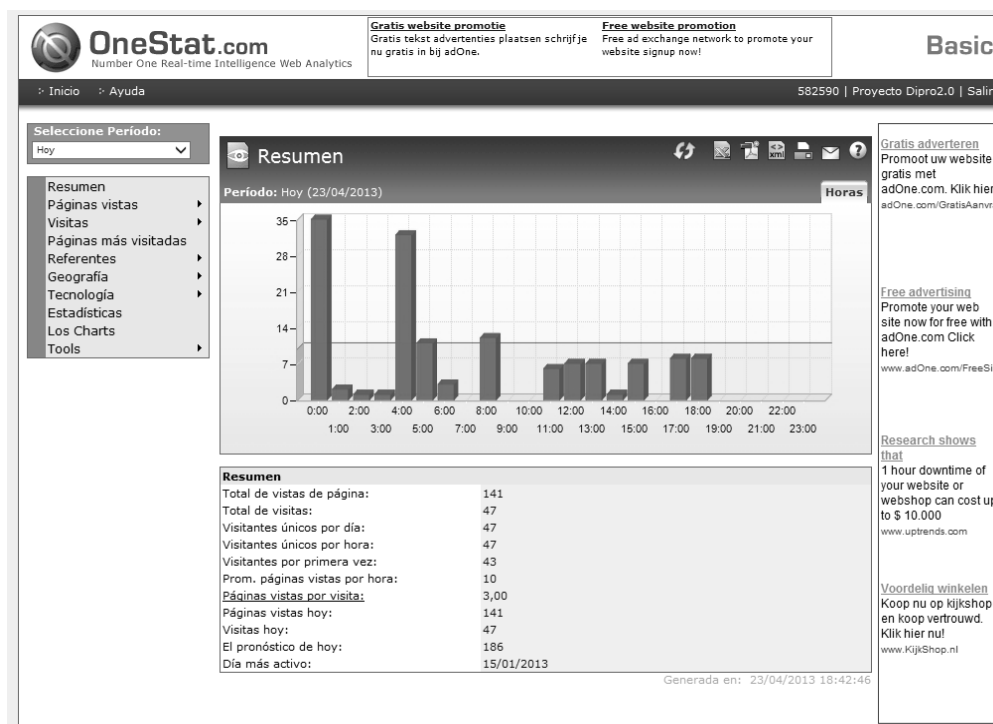 OneStat.com
Number One Real-time Intelligence Web Analytics
Gratis website promotie
Gratis tekst advertenties plaatsen schrijf je
nu gratis in bij adOne.
Free website promotion
Free ad exchange network to promote your
website signup now!
Basic
Inicio
Ayuda
582590 | Proyecto Dipro2.0 | Salir
Seleccione Período:
Hoy
Resumen
Páginas vistas
Visitas
Páginas más visitadas
Referentes
Geografía
Tecnología
Estadísticas
Los Charts
Tools
Resumen
xml
?
Período: Hoy (23/04/2013)
Horas
35
28
21
14
7
0
0:00 2:00 4:00 6:00 8:00 10:00 12:00 14:00 16:00 18:00 20:00 22:00
1:00 3:00 5:00 7:00 9:00 11:00 13:00 15:00 17:00 19:00 21:00 23:00
Resumen
Total de vistas de página: 141
Total de visitas: 47
Visitantes únicos por día: 47
Visitantes únicos por hora: 47
Visitantes por primera vez: 43
Prom. páginas vistas por hora: 10
Páginas vistas por visita: 3,00
Páginas vistas hoy: 141
Visitas hoy: 47
El pronóstico de hoy: 186
Día más activo: 15/01/2013
Generada en: 23/04/2013 18:42:46
Gratis adverteren
Promoot uw website
gratis met
adOne.com. Klik hier
adOne.com/GratisAanvr
Free advertising
Promote your web
site now for free with
adOne.com Click
here!
www.adOne.com/FreeSi
Research shows
that
1 hour downtime of
your website or
webshop can cost up
to $ 10.000
www.uptrends.com
Voordelig winkelen
Koop nu op kijkshop
en koop vertrouwd.
Klik hier nu!
www.KijkShop.nl